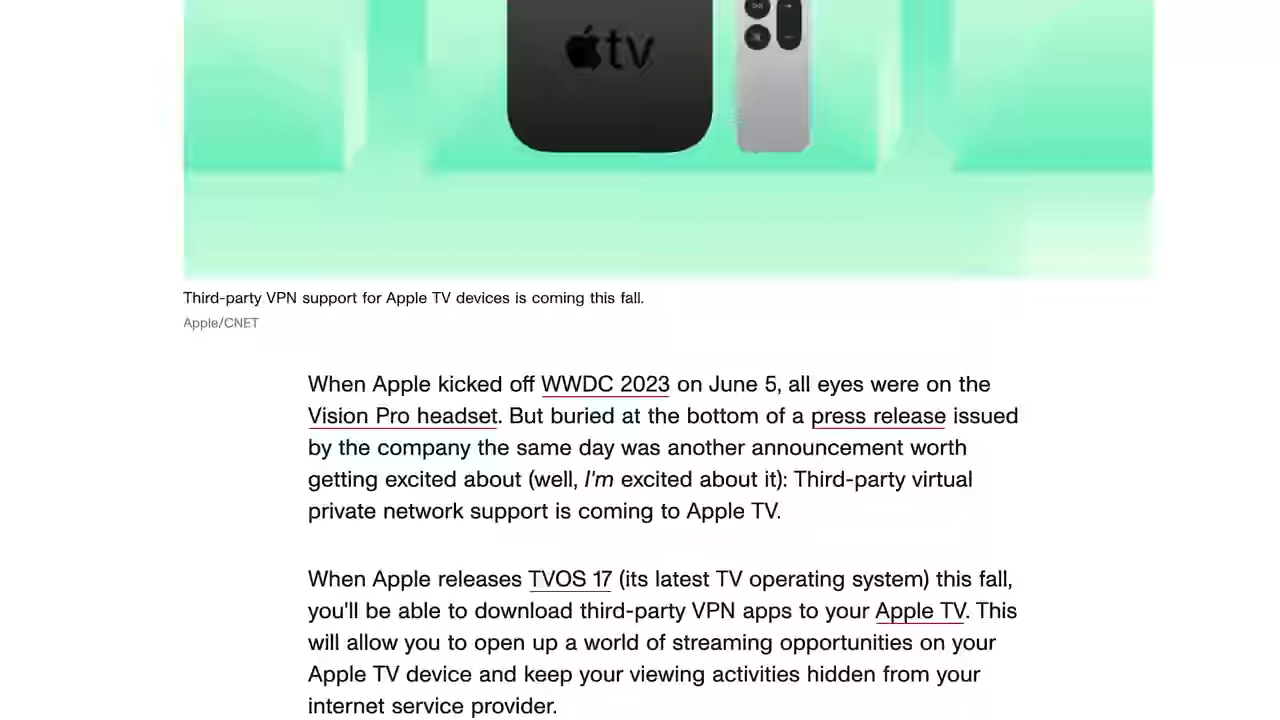 tv
Third-party VPN support for Apple TV devices is coming this fall.
Apple/CNET
When Apple kicked off WWDC 2023 on June 5, all eyes were on the
Vision Pro headset. But buried at the bottom of a press release issued
by the company the same day was another announcement worth
getting excited about (well, I'm excited about it): Third-party virtual
private network support is coming to Apple TV.
When Apple releases TVOS 17 (its latest TV operating system) this fall,
you'll be able to download third-party VPN apps to your Apple TV. This
will allow you to open up a world of streaming opportunities on your
Apple TV device and keep your viewing activities hidden from your
internet service provider.